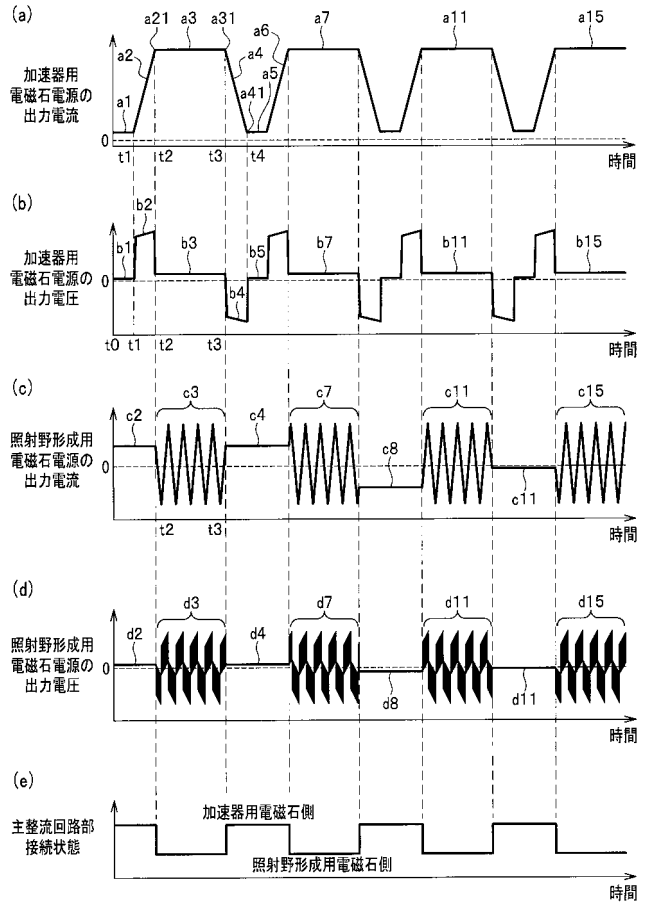 (a)
a21
a3
a31
a7
a11
a15
a2
a4
a6
a5
a41
a1
加速器用
電磁石電源の
出力電流
0
t1 t2 t3 t4
時間
(b)
b2
b1
b3
b5
b7
b11
b15
b4
加速器用
電磁石電源の
出力電圧
0
t0 t1 t2 t3
時間
(c)
c3
c7
c11
c15
c2
c4
c8
c11
照射野形成用
電磁石電源の
出力電流
0
t2 t3
時間
(d)
d3
d7
d11
d15
d2
d4
d8
d11
照射野形成用
電磁石電源の
出力電圧
0
時間
(e)
加速器用電磁石側
主整流回路部
接続状態
照射野形成用電磁石側
時間